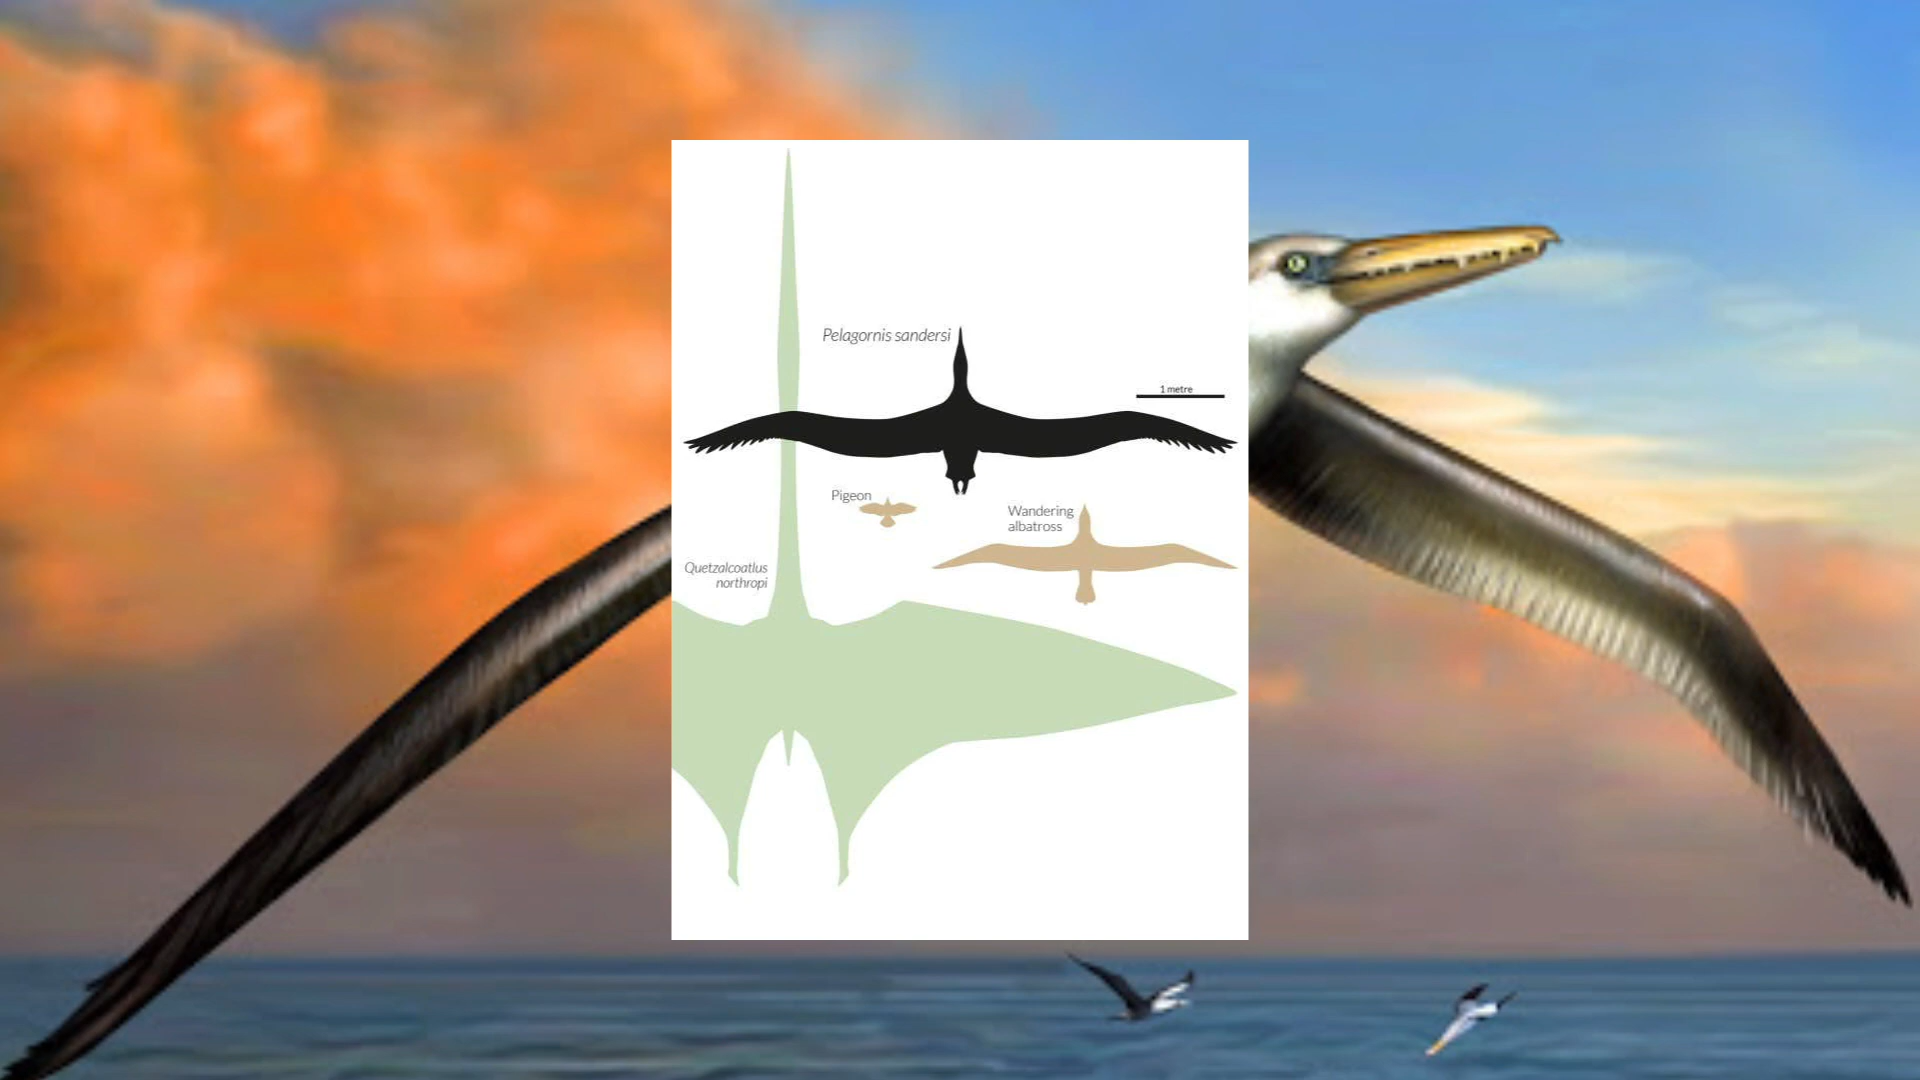 Pelagornis sandersi
1 metre
Pigeon
Wandering
albatross
Quetzalcoatlus
northropi